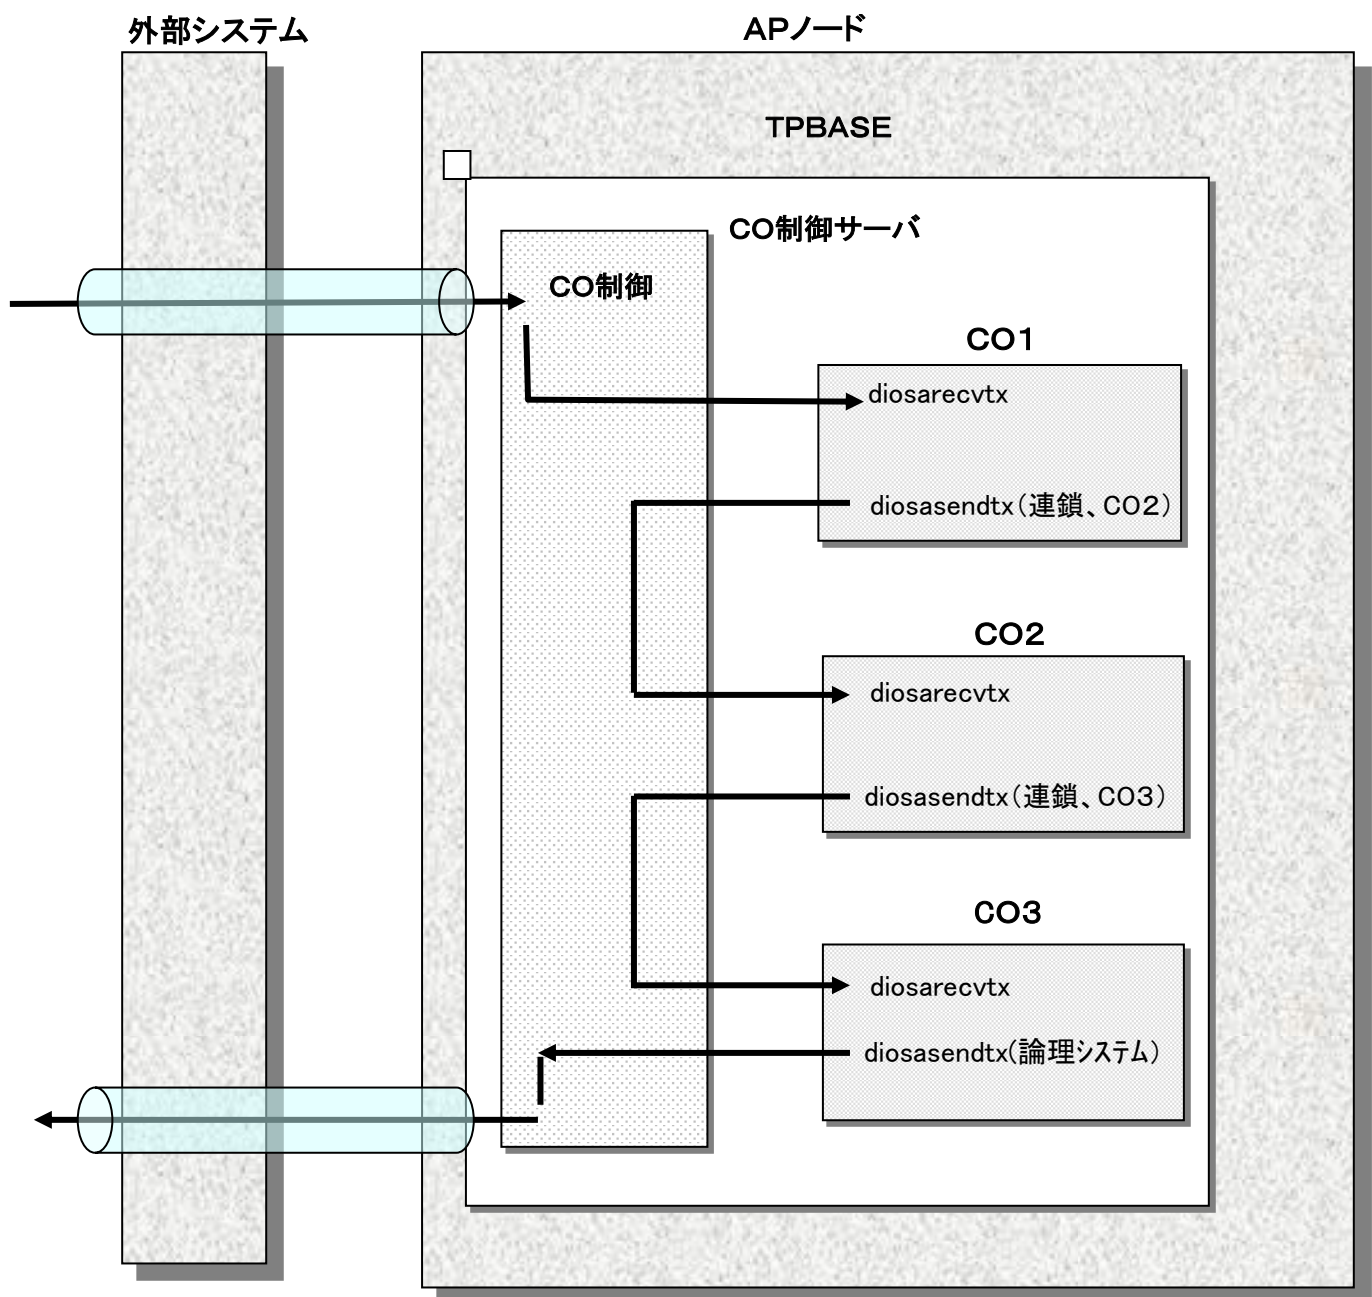 外部システム
APノード
TPBASE
CO制御サーバ
CO制御
CO1
diosarecvtx
diosasendtx(連鎖、CO2)
CO2
diosarecvtx
diosasendtx(連鎖、CO3)
CO3
diosarecvtx
diosasendtx(論理システム)